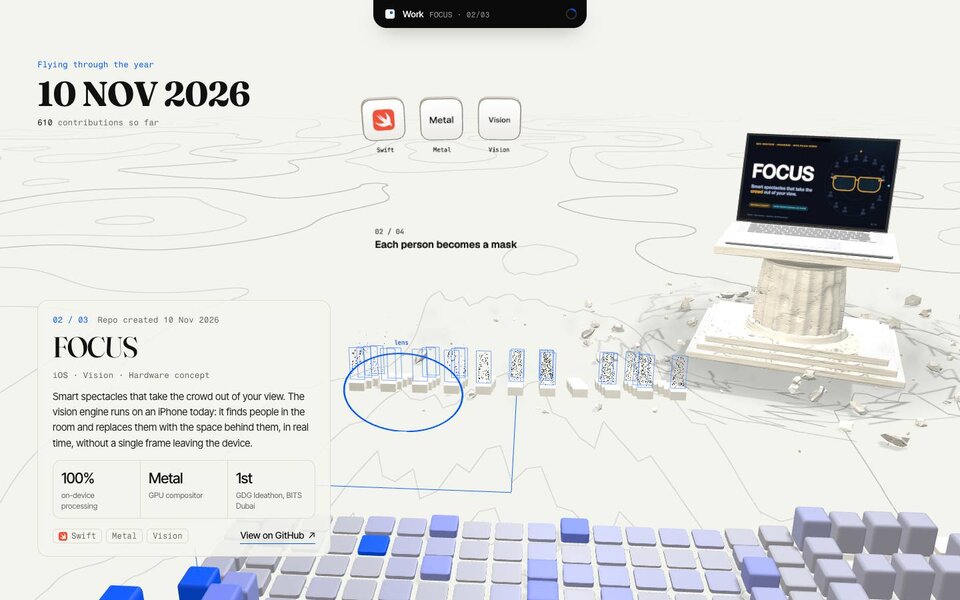 Work FOCUS · 02/03
Flying through the year
10 NOV 2026
610 contributions so far
Metal
Vision
Swift
Metal
Vision
FOCUS
Smart spectacles that take the
crowd out of your view.
02 / 04
Each person becomes a mask
lens
02 / 03 Repo created 10 Nov 2026
FOCUS
iOS · Vision · Hardware concept
Smart spectacles that take the crowd out of your view. The
vision engine runs on an iPhone today: it finds people in the
room and replaces them with the space behind them, in real
time, without a single frame leaving the device.
100%
on-device
processing
Metal
GPU compositor
1st
GDG Ideathon, BITS
Dubai
Swift
Metal
Vision
View on GitHub ↗